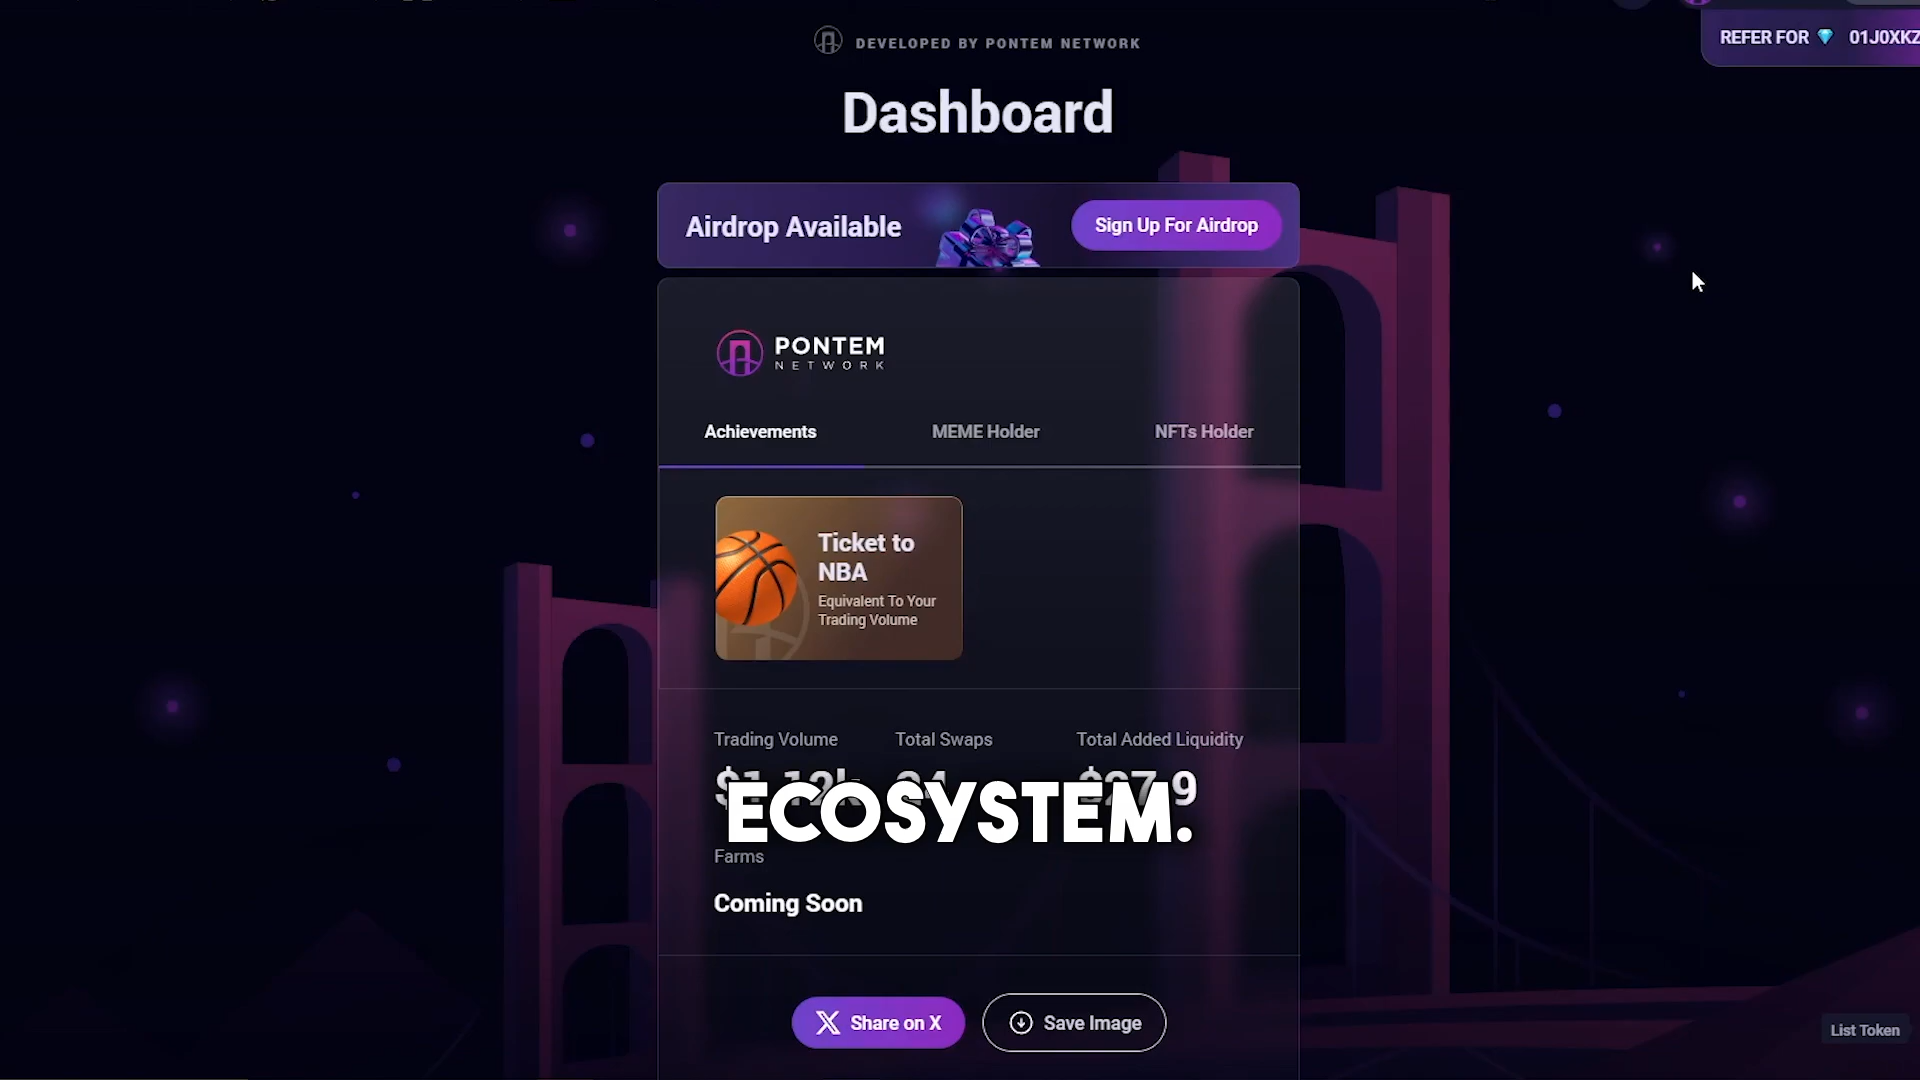 DEVELOPED BY PONTEM NETWORK
REFER FOR 01J0XKZ
Dashboard
Airdrop Available
Sign Up For Airdrop
PONTEM
NETWORK
Achievements MEME Holder NFTs Holder
Ticket to
NBA
Equivalent To Your
Trading Volume
Trading Volume Total Swaps Total Added Liquidity
ECOSYSTEM.
Farms
Coming Soon
Share on X Save Image
List Token